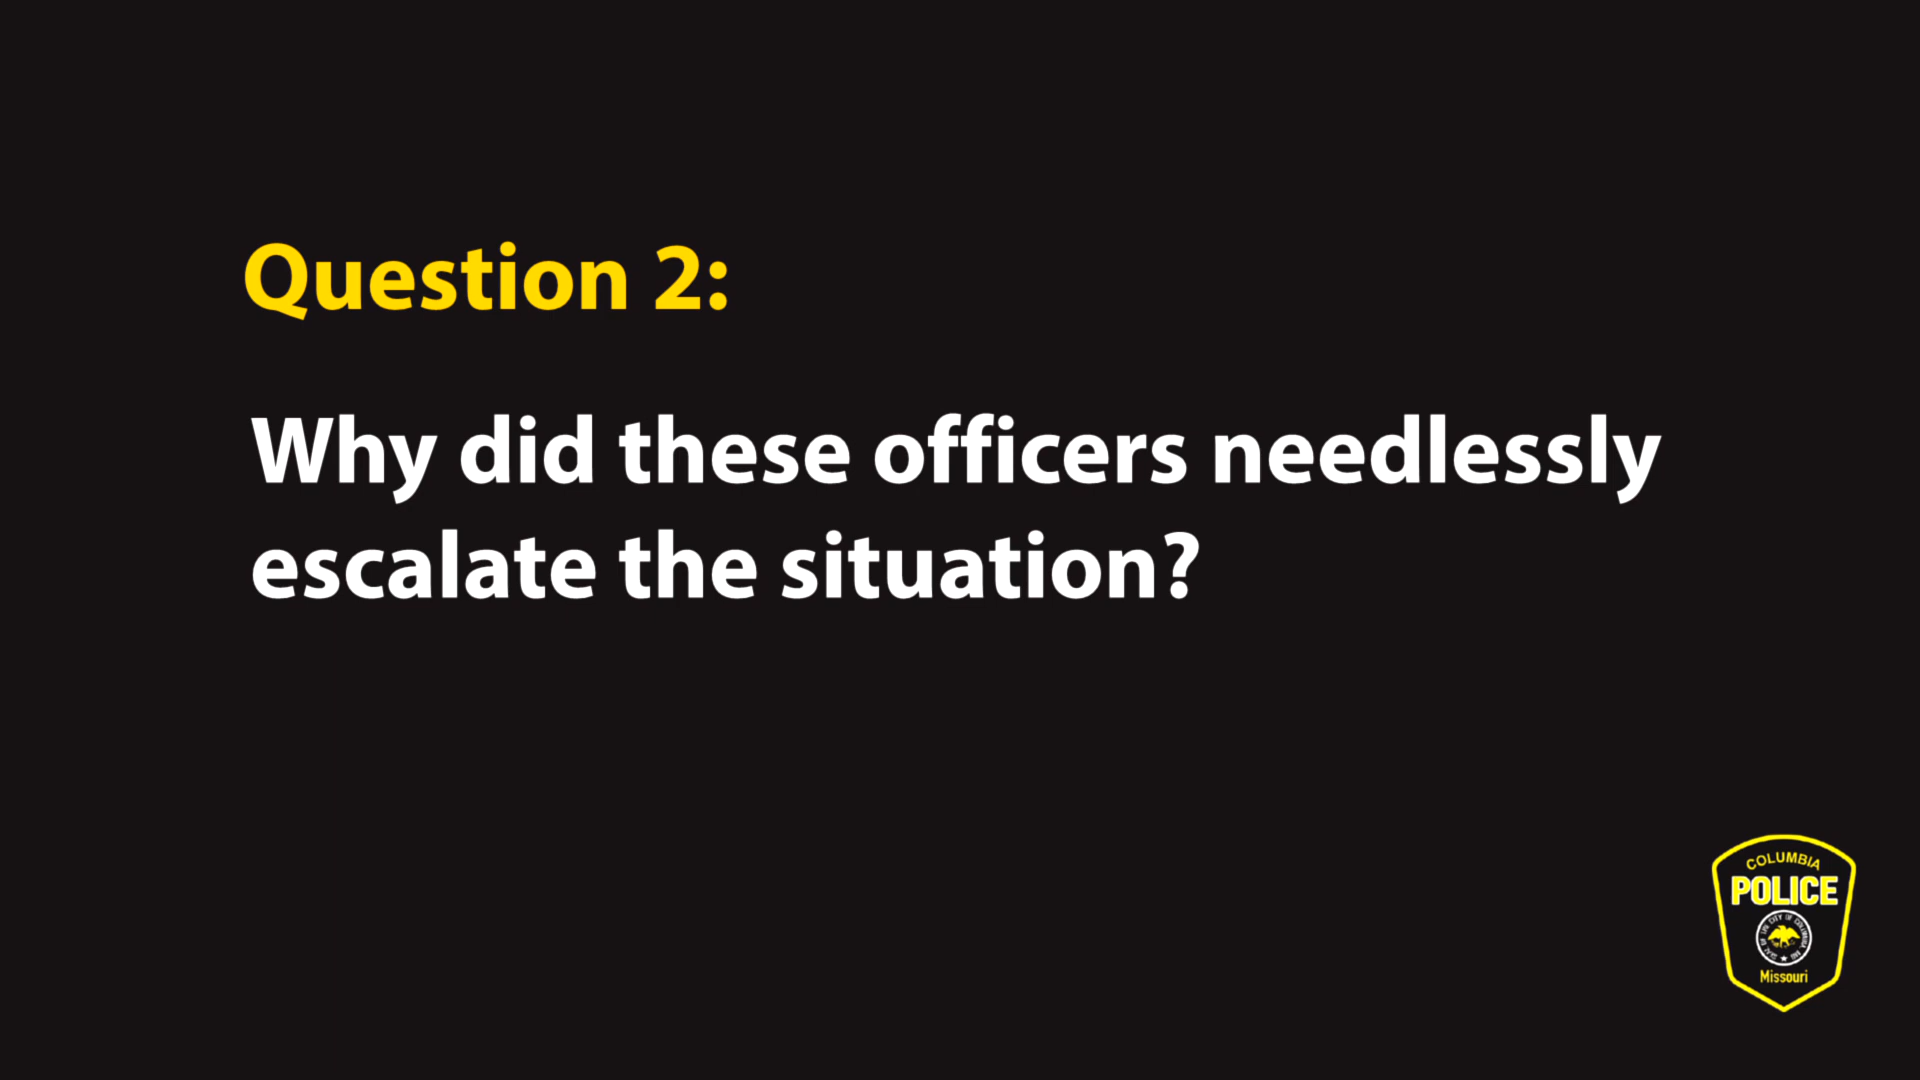 Question 2:
Why did these officers needlessly
escalate the situation?
COLUMBIA
POLICE
Missouri